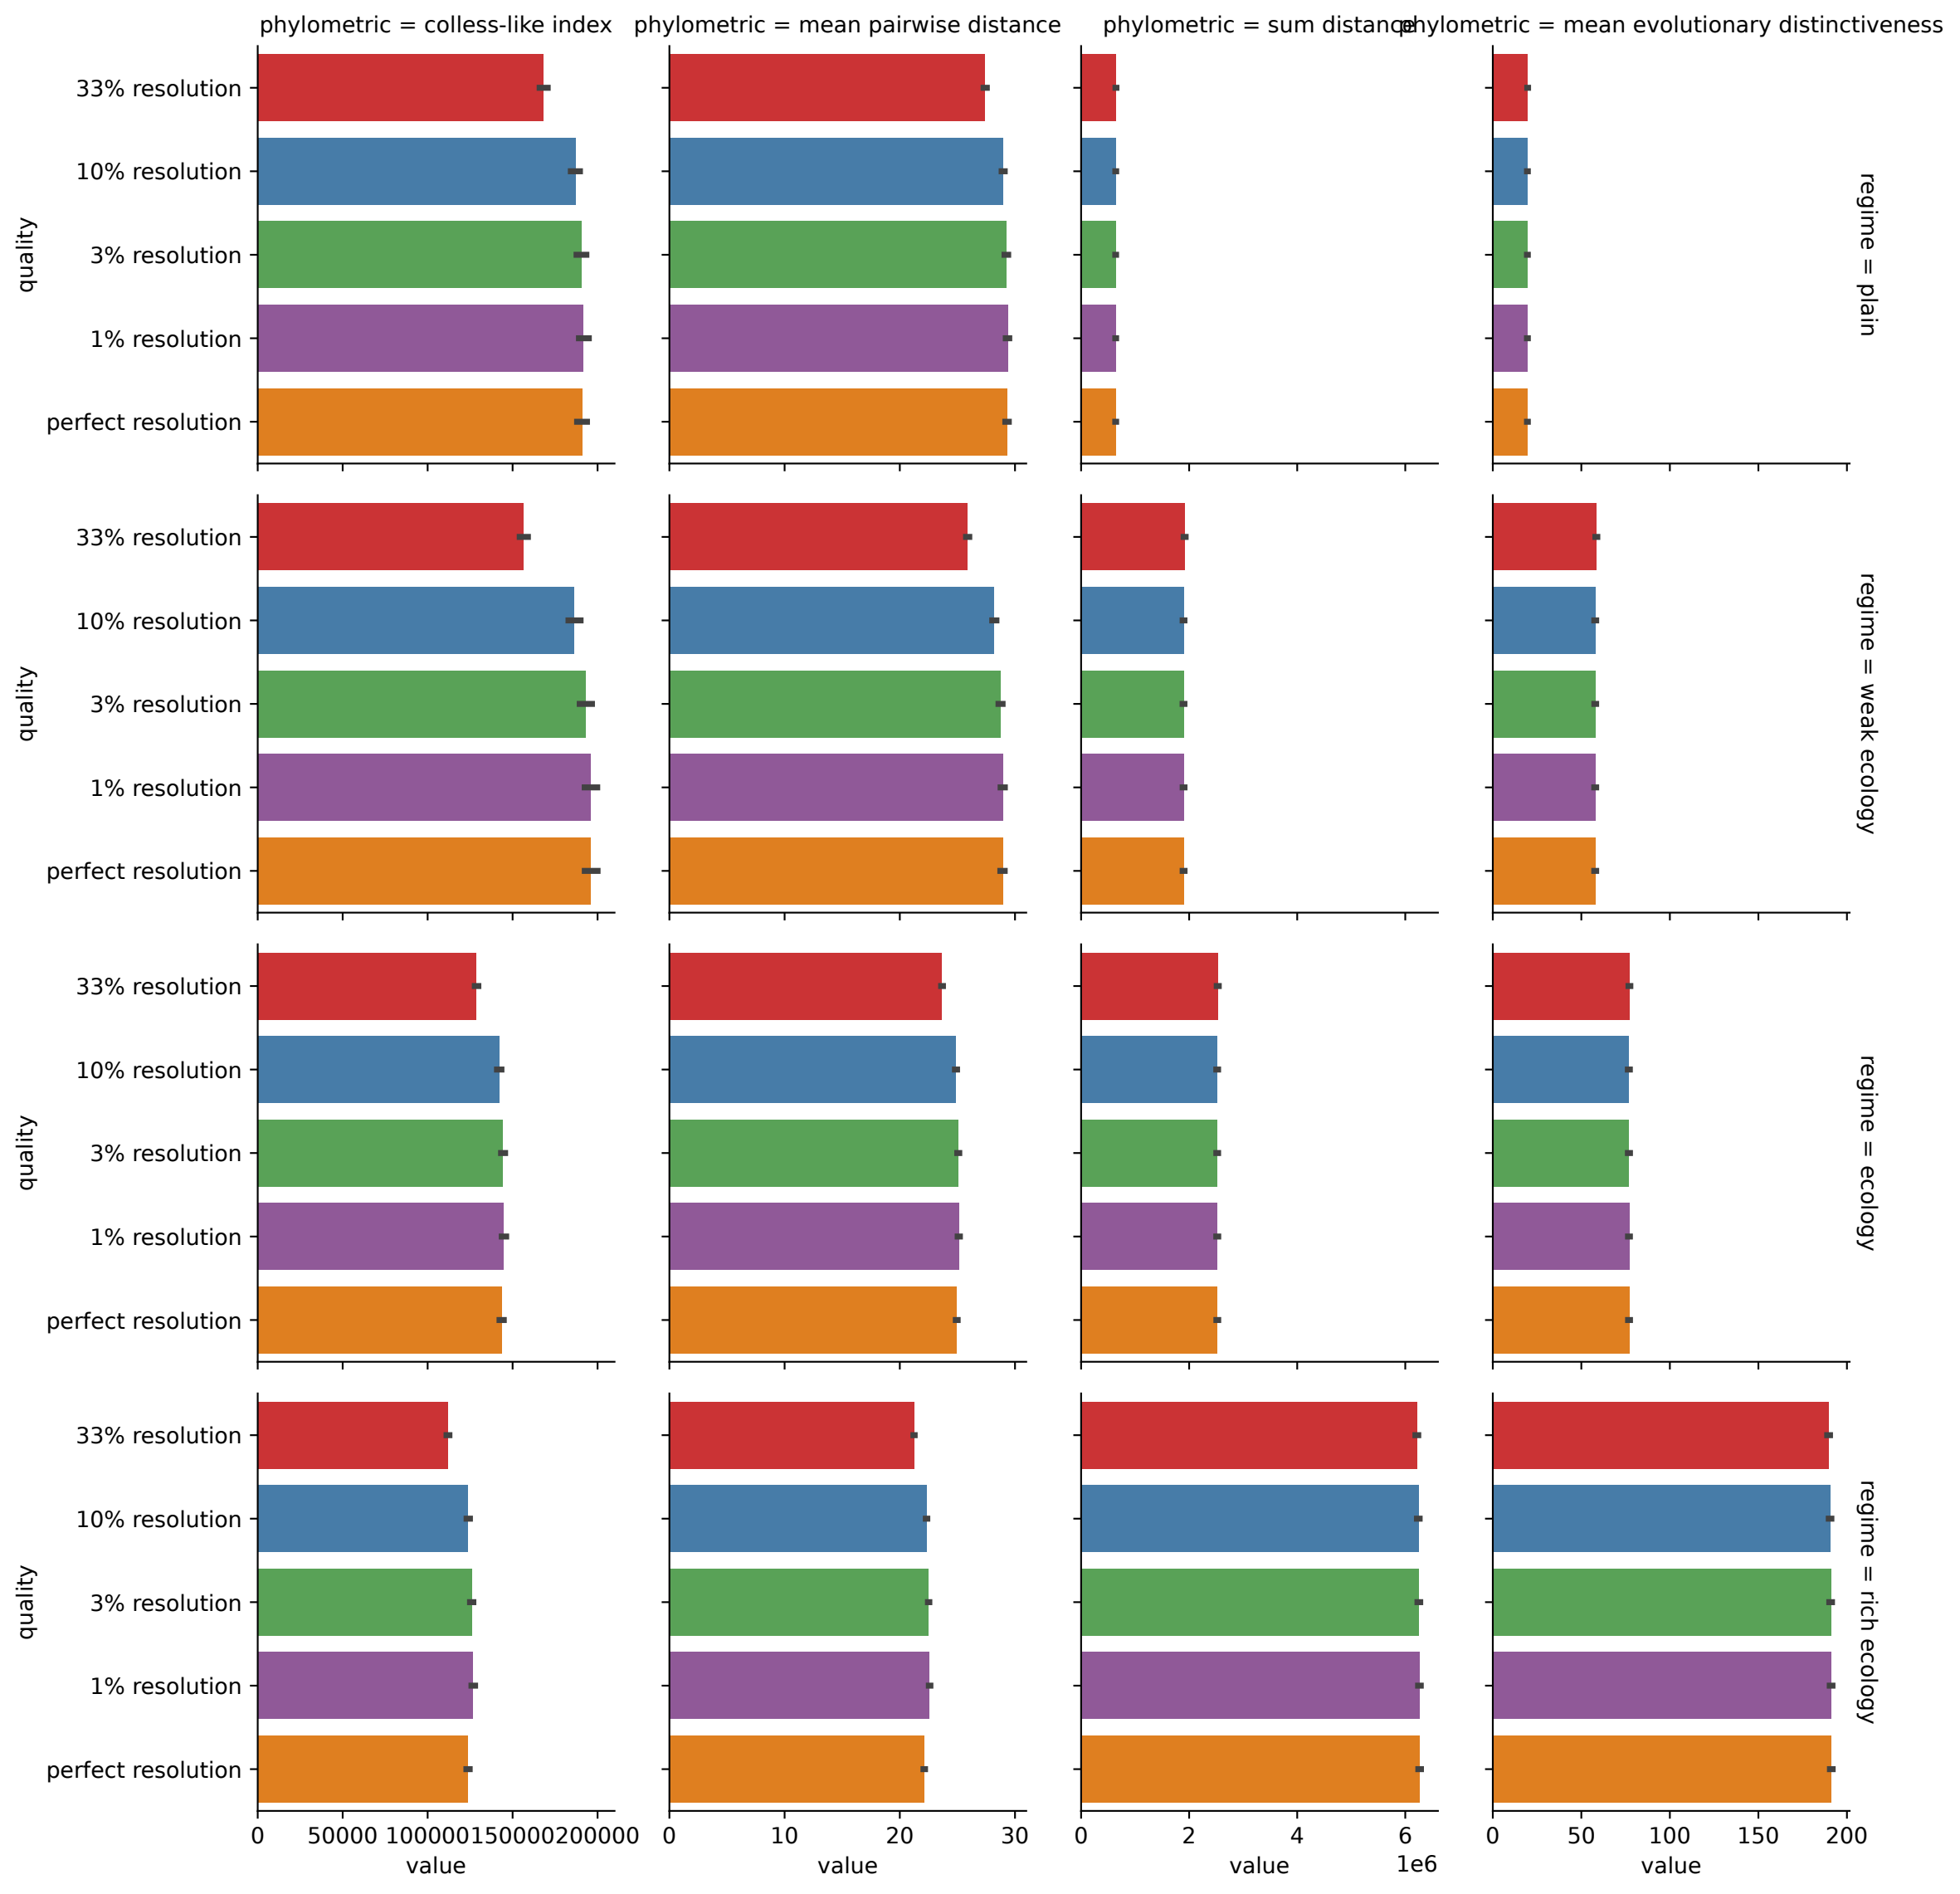 phylometric = colless-like index
phylometric = mean pairwise distance
phylometric = sum distance
phylometric = mean evolutionary distinctiveness
quality
33% resolution
10% resolution
3% resolution
1% resolution
perfect resolution
regime = plain
quality
33% resolution
10% resolution
3% resolution
1% resolution
perfect resolution
regime = weak ecology
quality
33% resolution
10% resolution
3% resolution
1% resolution
perfect resolution
regime = ecology
quality
33% resolution
10% resolution
3% resolution
1% resolution
perfect resolution
regime = rich ecology
0 50000 100000 150000 200000
value
0 10 20 30
value
0 2 4 6
1e6
value
0 50 100 150 200
value